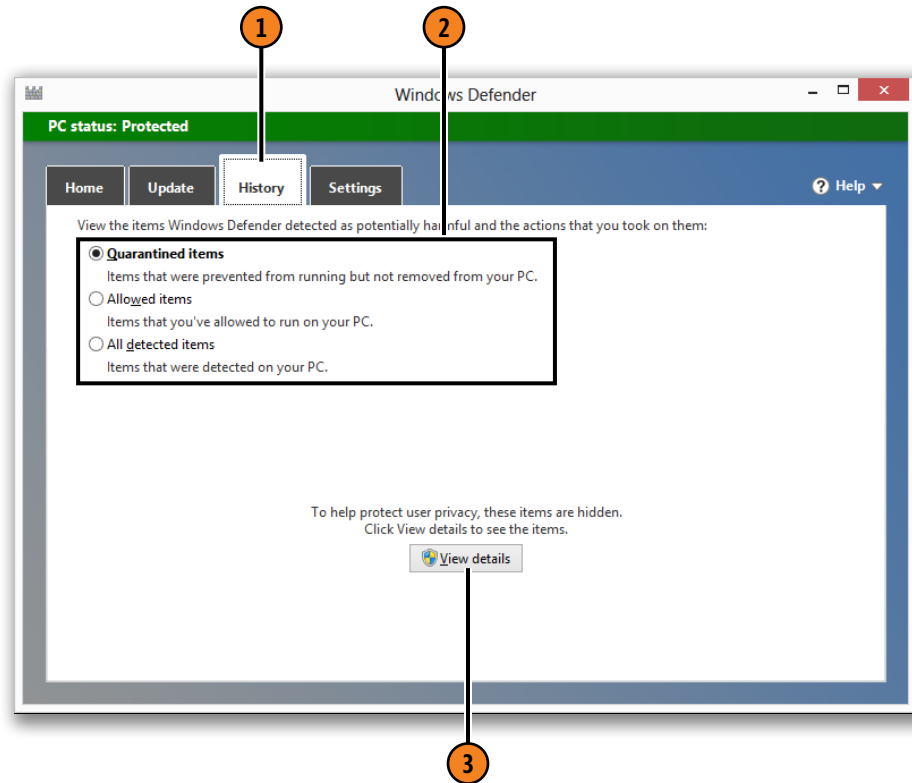 1
2
Windows Defender
PC status: Protected
Home
Update
History
Settings
Help
View the items Windows Defender detected as potentially harmful and the actions that you took on them:
Quarantined items
Items that were prevented from running but not removed from your PC.
Allowed items
Items that you've allowed to run on your PC.
All detected items
Items that were detected on your PC.
To help protect user privacy, these items are hidden.
Click View details to see the items.
View details
3